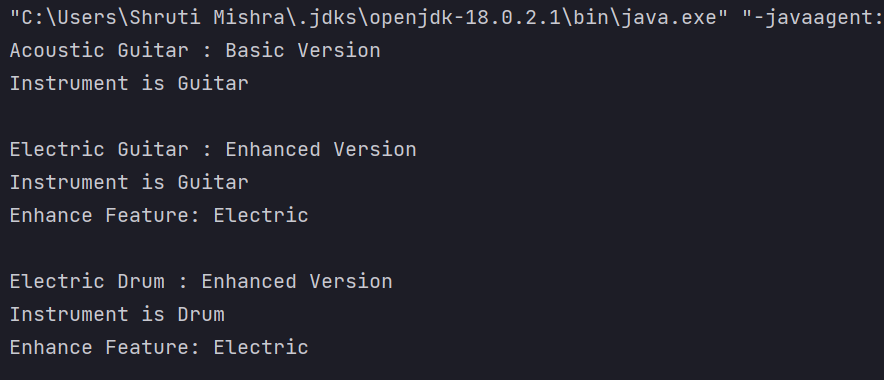 "C:\Users\Shruti Mishra\.jdks\openjdk-18.0.2.1\bin\java.exe" "-javaagent:
Acoustic Guitar : Basic Version
Instrument is Guitar
Electric Guitar : Enhanced Version
Instrument is Guitar
Enhance Feature: Electric
Electric Drum : Enhanced Version
Instrument is Drum
Enhance Feature: Electric